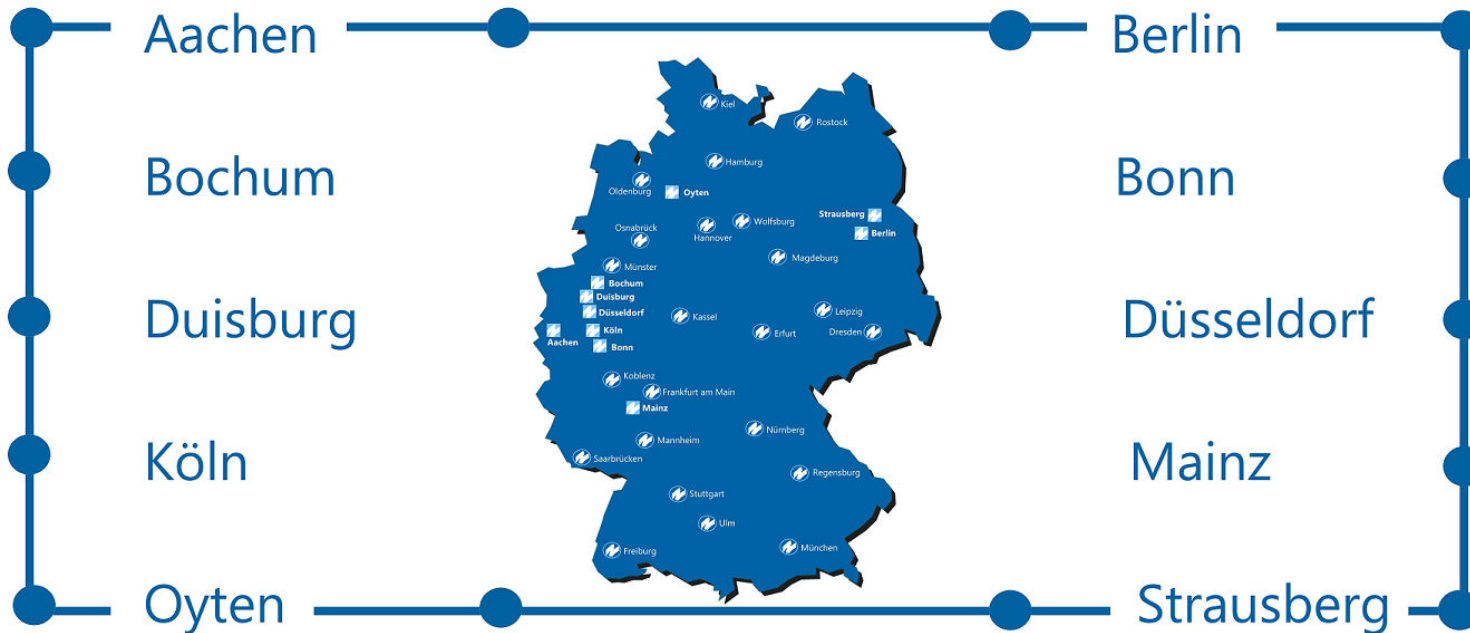 Aachen
Berlin
Bochum
Bonn
Duisburg
Düsseldorf
Köln
Mainz
Oyten
Strausberg
Kiel
Rostock
Hamburg
Oldenburg
Oyten
Strausberg
Wolfsburg
Hannover
Berlin
Osnabrück
Magdeburg
Münster
Bochum
Duisburg
Düsseldorf
Kassel
Leipzig
Köln
Erfurt
Dresden
Aachen
Bonn
Koblenz
Frankfurt am Main
Mainz
Nürnberg
Mannheim
Saarbrücken
Regensburg
Stuttgart
Ulm
Freiburg
München